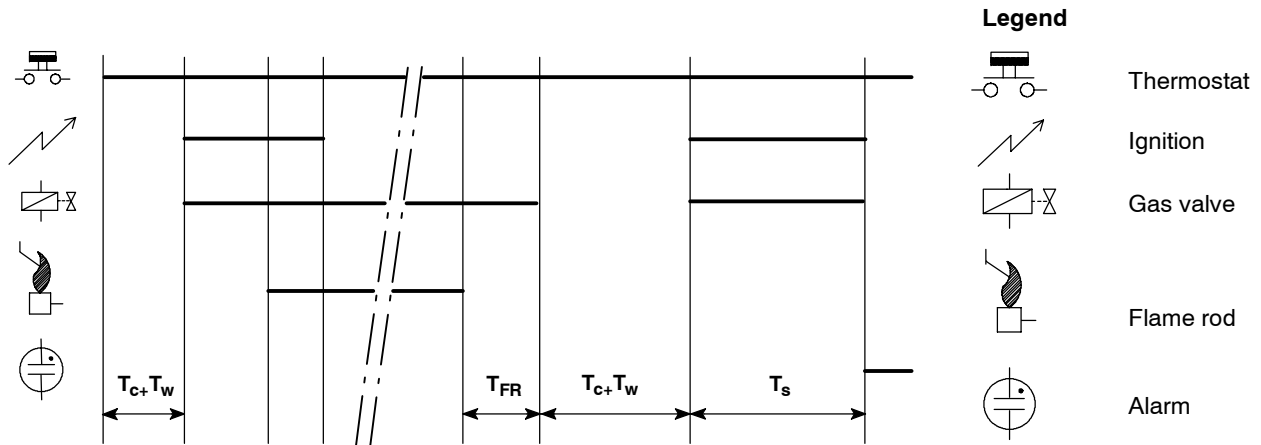 Legend
Thermostat
Ignition
Gas valve
Flame rod
Alarm
Tc+Tw
TFR
Tc+Tw
Ts